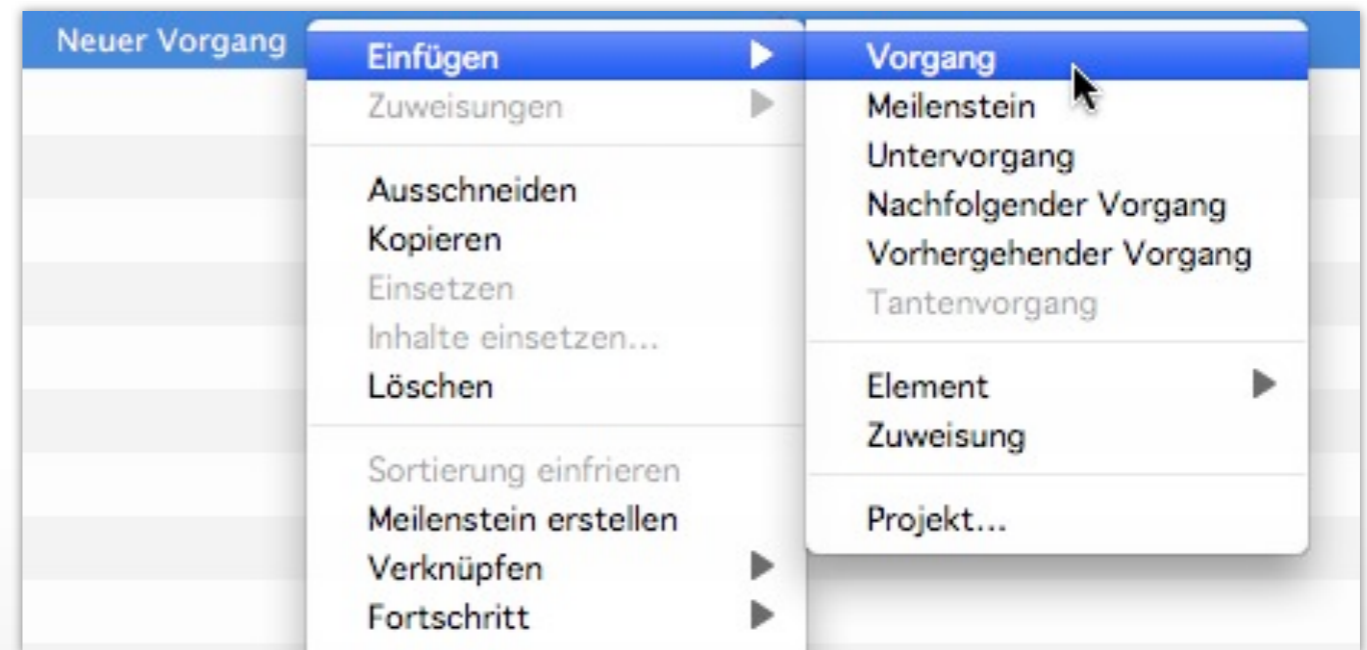 Neuer Vorgang
Einfügen
Zuweisungen
Ausschneiden
Kopieren
Einsetzen
Inhalte einsetzen...
Löschen
Sortierung einfrieren
Meilenstein erstellen
Verknüpfen
Fortschritt
Vorgang
Meilenstein
Untervorgang
Nachfolgender Vorgang
Vorhergehender Vorgang
Tantenvorgang
Element
Zuweisung
Projekt...